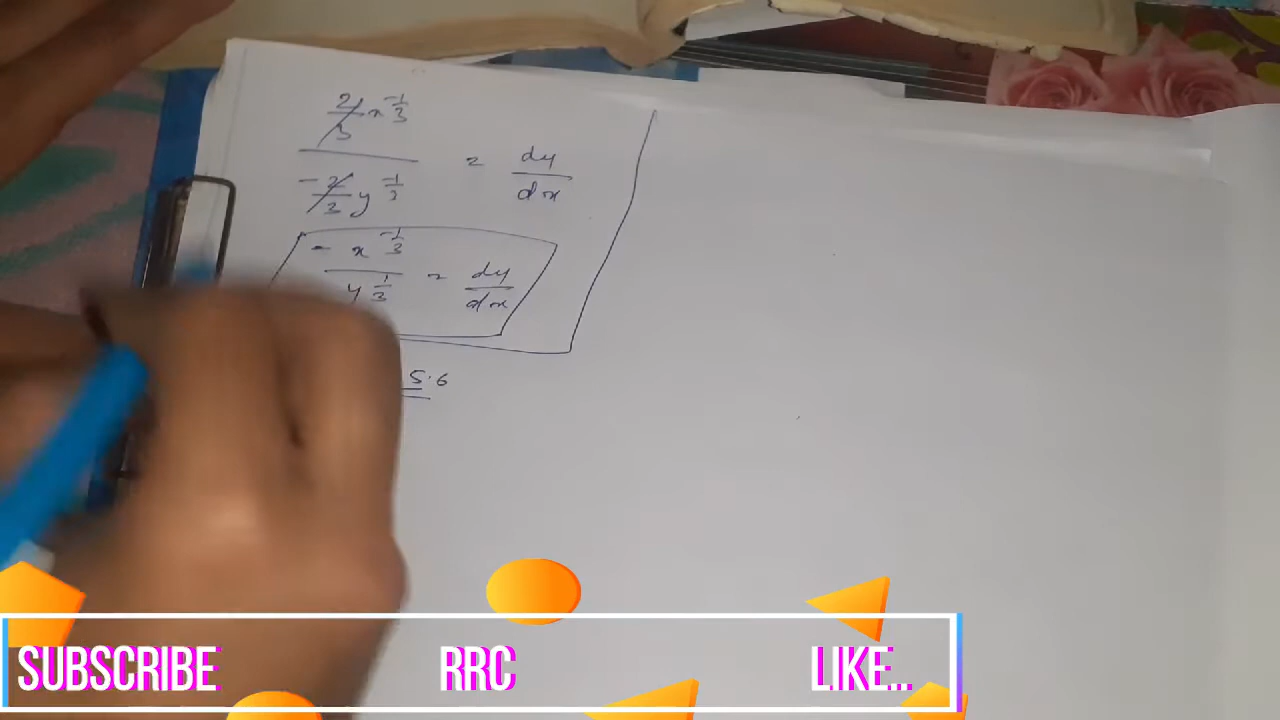 2/3 x^-1/3
———— = dy/dx
-2/3 y^-1/3
- x^-1/3 / y^1/3 = dy/dx
5.6
SUBSCRIBE RRC LIKE...